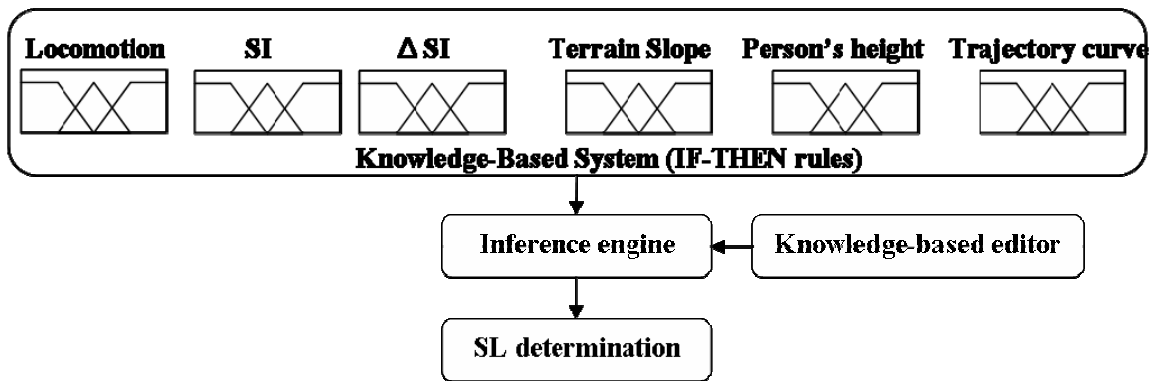 Locomotion SI Δ SI Terrain Slope Person's height Trajectory curve
Knowledge-Based System (IF-THEN rules)
Inference engine Knowledge-based editor
SL determination